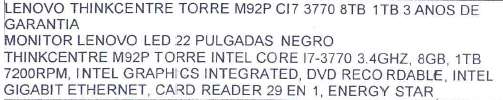 LENOVO THINKCENTRE TORRE M92P CI7 3770 8TB 1TB 3 ANOS DE
GARANTIA
MONITOR LENOVO LED 22 PULGADAS NEGRO
THINKCENTRE M92P TORRE INTEL CORE I7-3770 3.4GHZ, 8GB, 1TB
7200RPM, INTEL GRAPHICS INTEGRATED, DVD RECO RDABLE, INTEL
GIGABIT ETHERNET, CARD READER 29 EN 1, ENERGY STAR